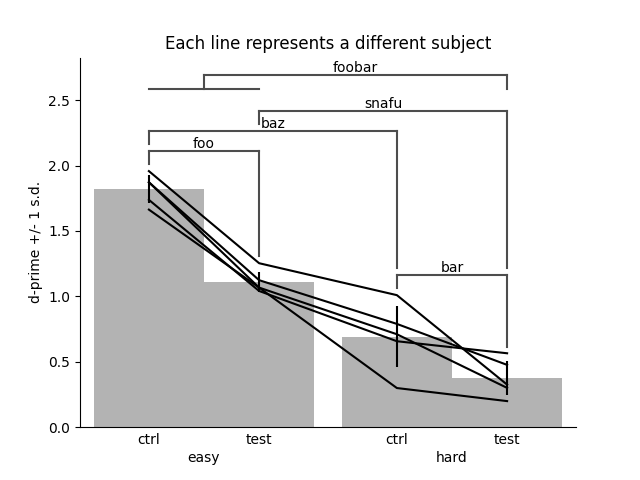 Each line represents a different subject
foobar
snafu
baz
foo
bar
d-prime +/- 1 s.d.
2.5
2.0
1.5
1.0
0.5
0.0
ctrl test ctrl test
easy hard